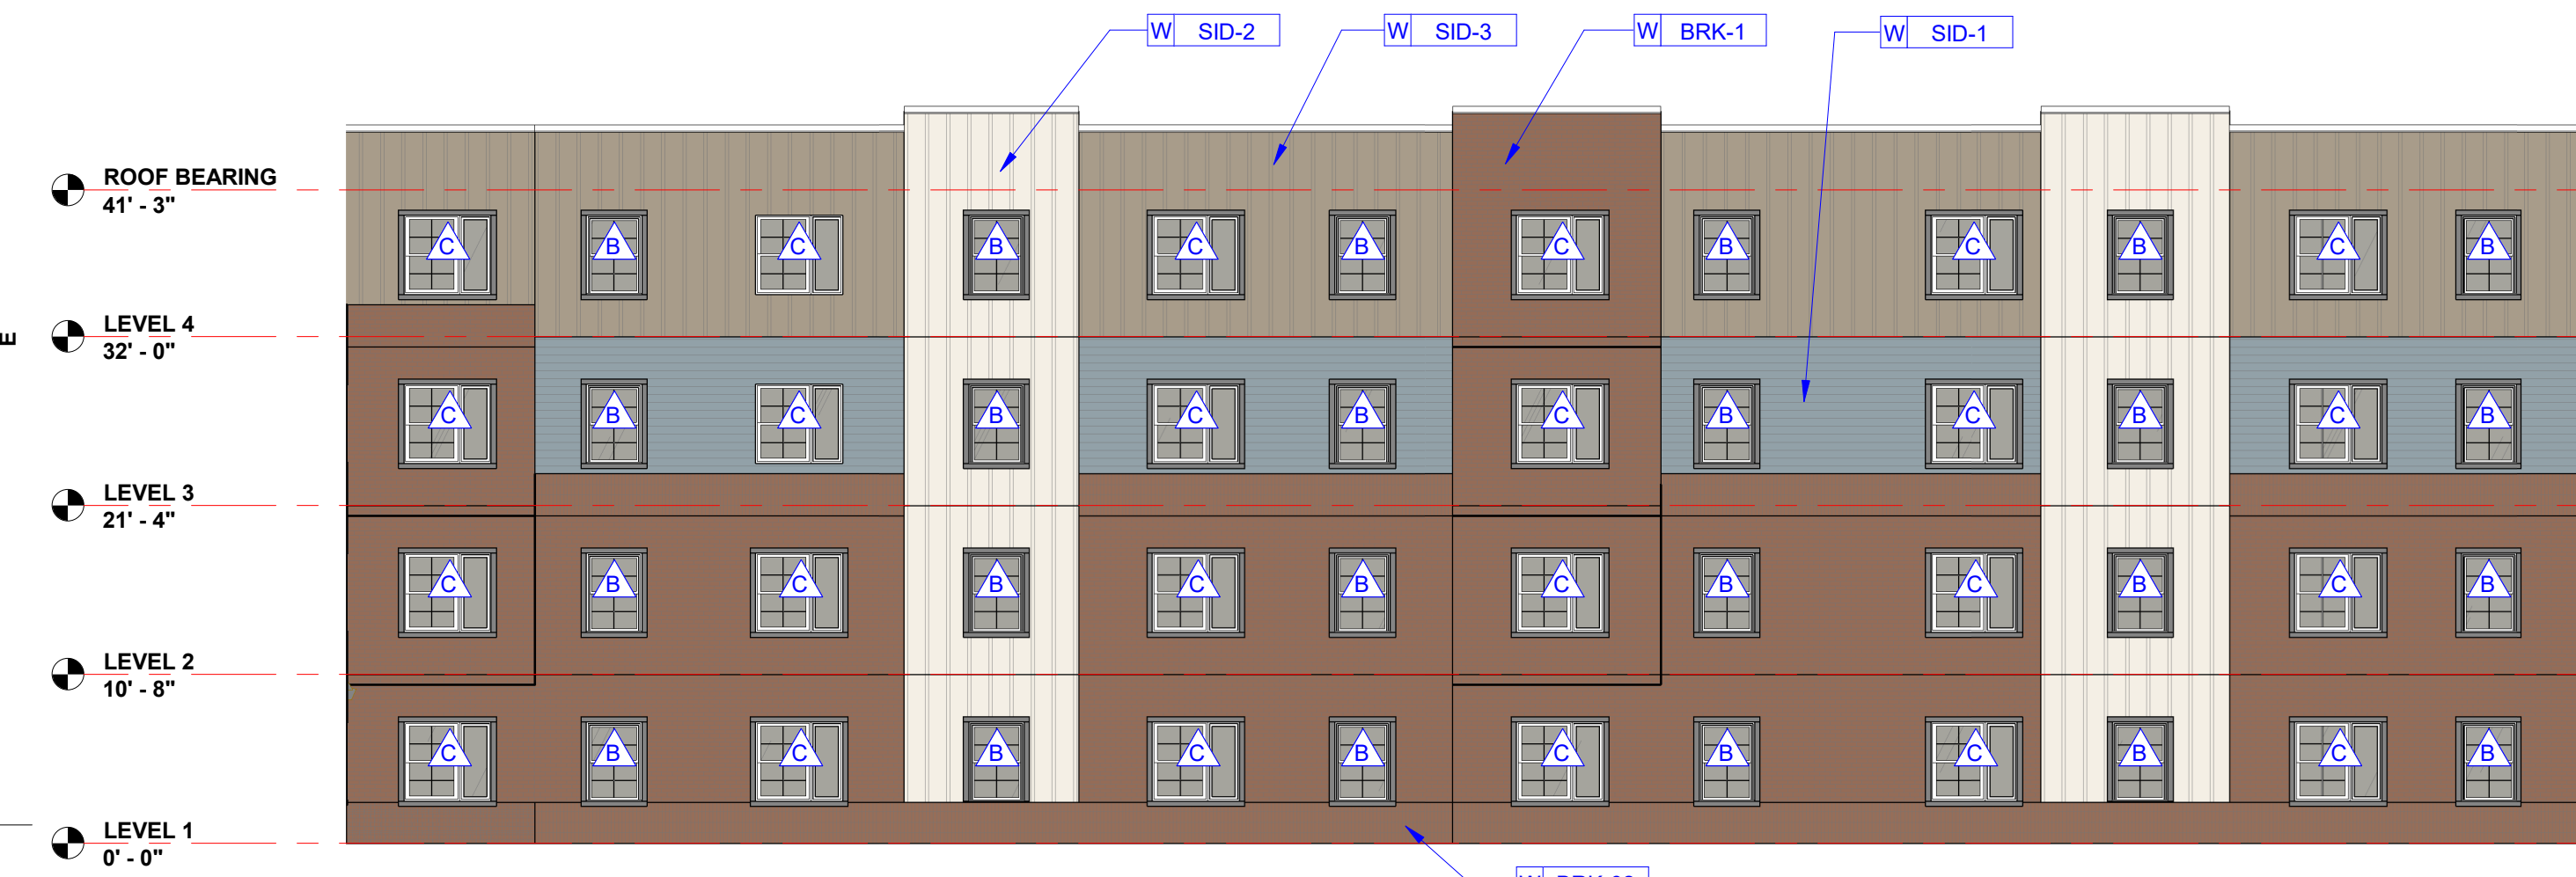 W SID-2
W SID-3
W BRK-1
W SID-1
ROOF BEARING
41' - 3"
C B C B C B C B C B C B
LEVEL 4
32' - 0"
E
C B C B C B C B C B C B
LEVEL 3
21' - 4"
C B C B C B C B C B C B
LEVEL 2
10' - 8"
C B C B C B C B C B C B
LEVEL 1
0' - 0"